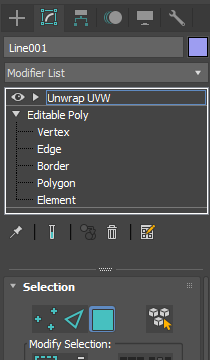 Line001
Modifier List
Unwrap UVW
Editable Poly
Vertex
Edge
Border
Polygon
Element
Selection
Modify Selection: